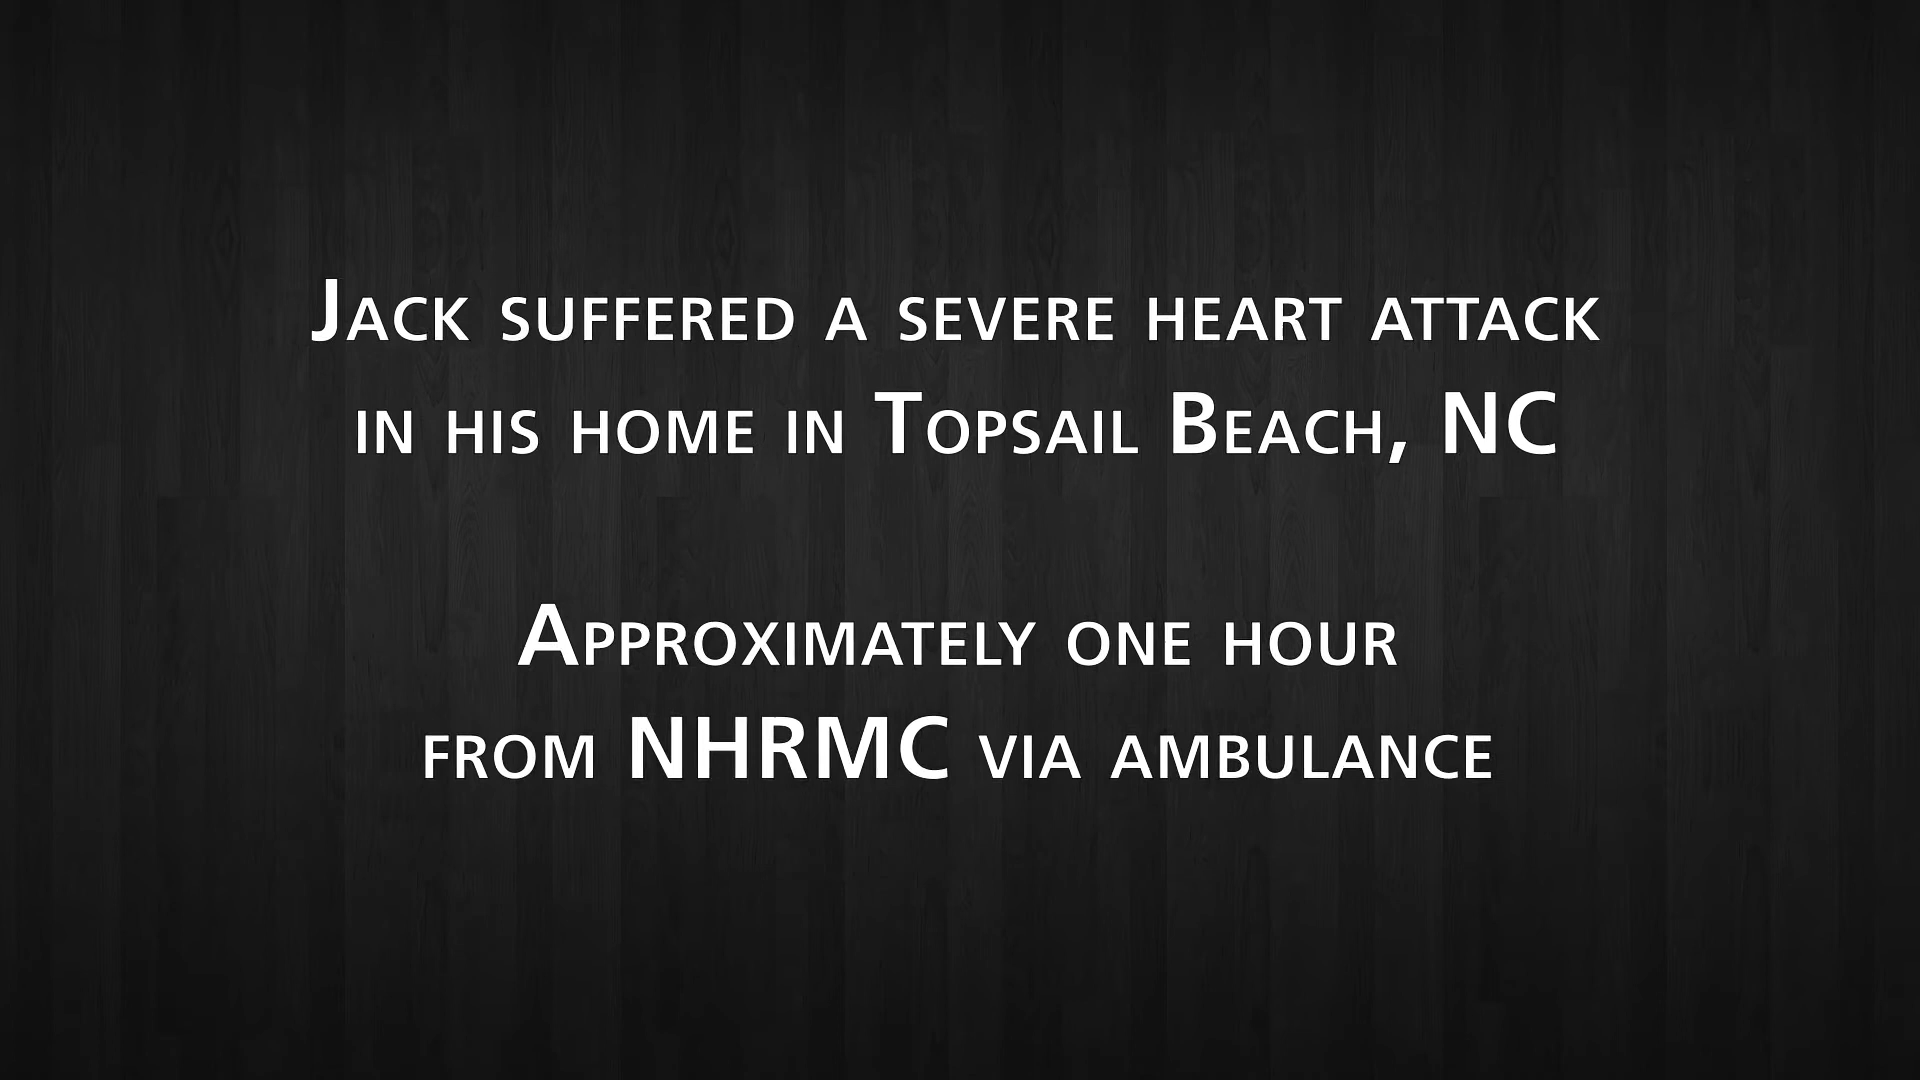 Jack suffered a severe heart attack
in his home in Topsail Beach, NC
Approximately one hour
from NHRMC via ambulance